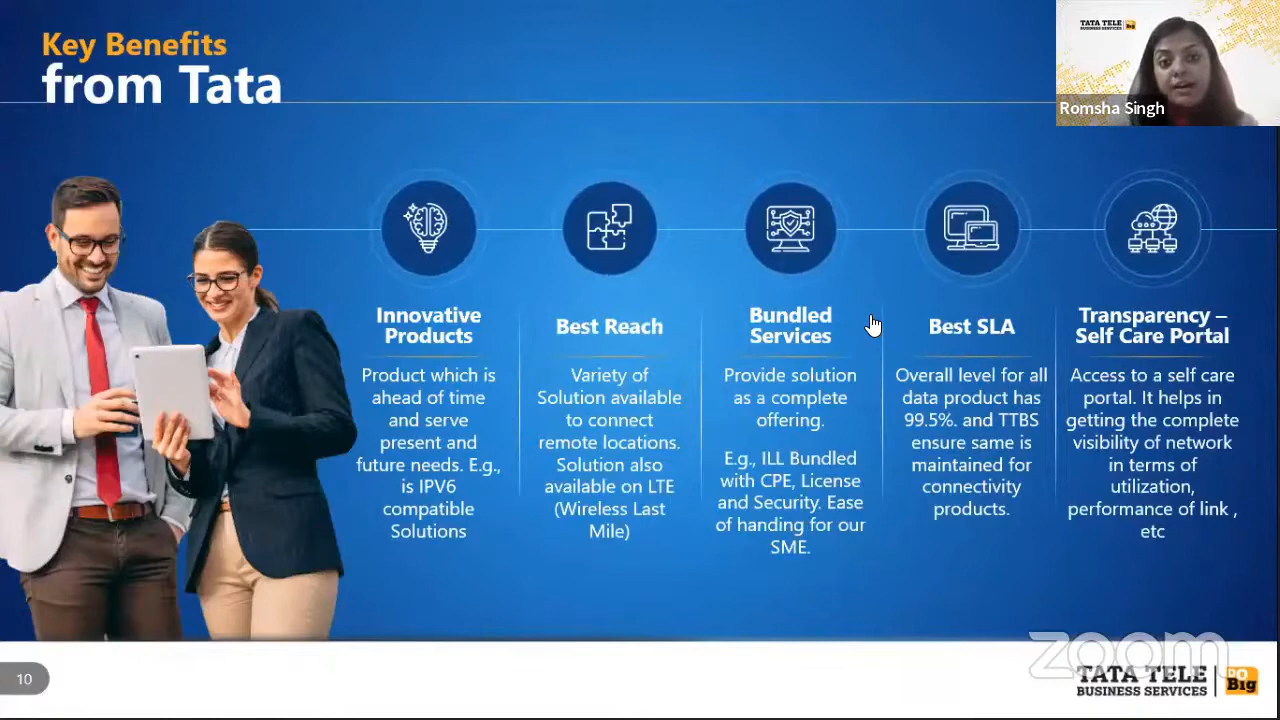 Key Benefits
from Tata
TATA TELE
BUSINESS SERVICES
Romsha Singh
Innovative
Products
Product which is
ahead of time
and serve
present and
future needs. E.g.,
is IPV6
compatible
Solutions
Best Reach
Variety of
Solution available
to connect
remote locations.
Solution also
available on LTE
(Wireless Last
Mile)
Bundled
Services
Provide solution
as a complete
offering.
E.g., ILL Bundled
with CPE, License
and Security. Ease
of handing for our
SME.
Best SLA
Overall level for all
data product has
99.5%. and TTBS
ensure same is
maintained for
connectivity
products.
Transparency –
Self Care Portal
Access to a self care
portal. It helps in
getting the complete
visibility of network
in terms of
utilization,
performance of link ,
etc
10
zoom
TATA TELE
BUSINESS SERVICES
DO
Big